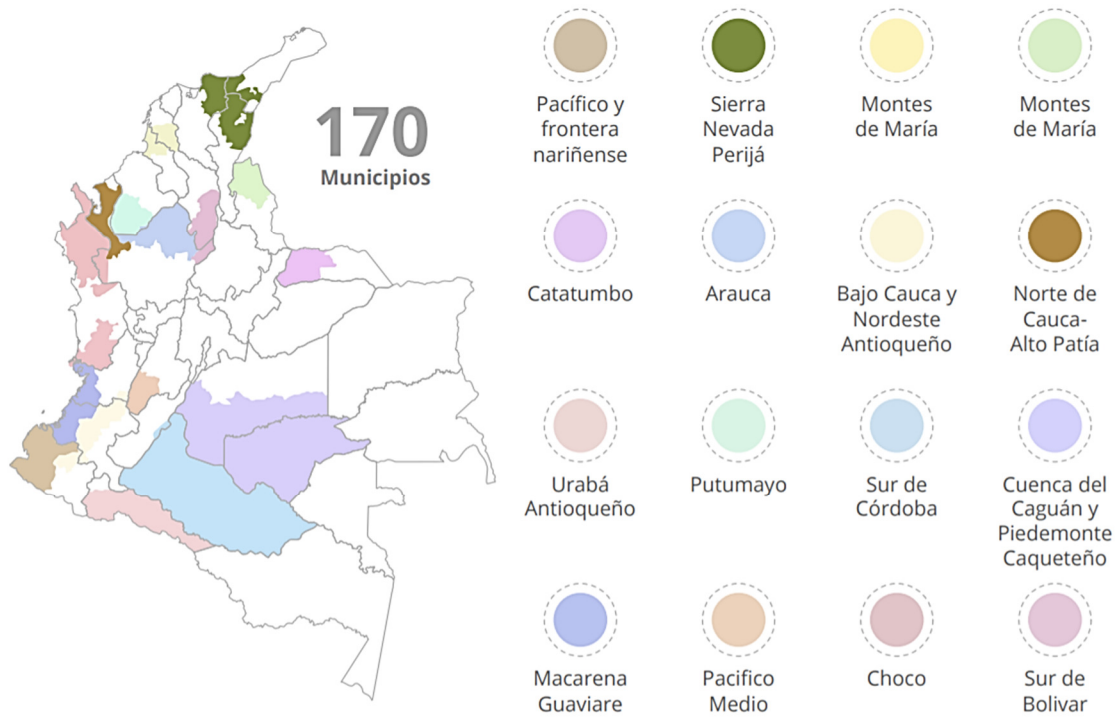 170
Municipios
Pacífico y
frontera
nariñense
Sierra
Nevada
Perijá
Montes
de María
Montes
de María
Catatumbo
Arauca
Bajo Cauca y
Nordeste
Antioqueño
Norte de
Cauca-
Alto Patía
Urabá
Antioqueño
Putumayo
Sur de
Córdoba
Cuenca del
Caguán y
Piedemonte
Caqueteño
Macarena
Guaviare
Pacifico
Medio
Choco
Sur de
Bolivar